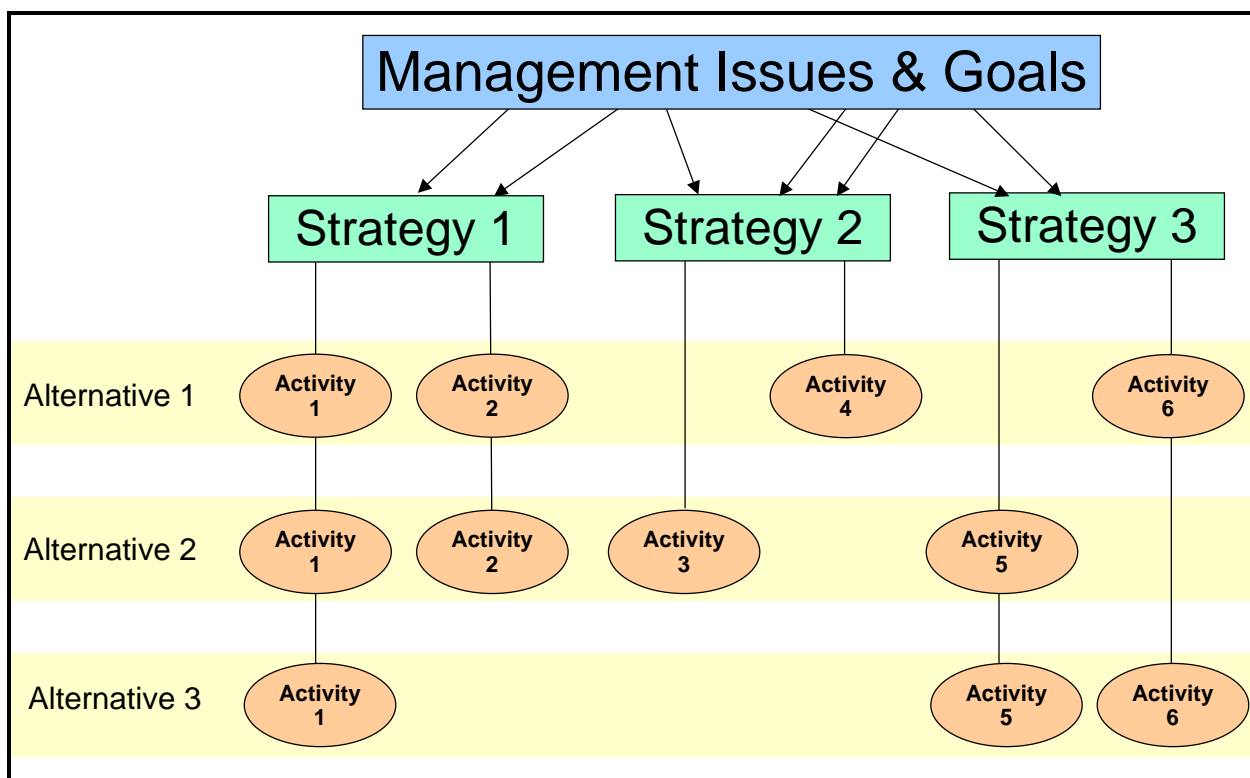 Management Issues & Goals
Strategy 1
Strategy 2
Strategy 3
Alternative 1
Activity
1
Activity
2
Activity
4
Activity
6
Alternative 2
Activity
1
Activity
2
Activity
3
Activity
5
Alternative 3
Activity
1
Activity
5
Activity
6